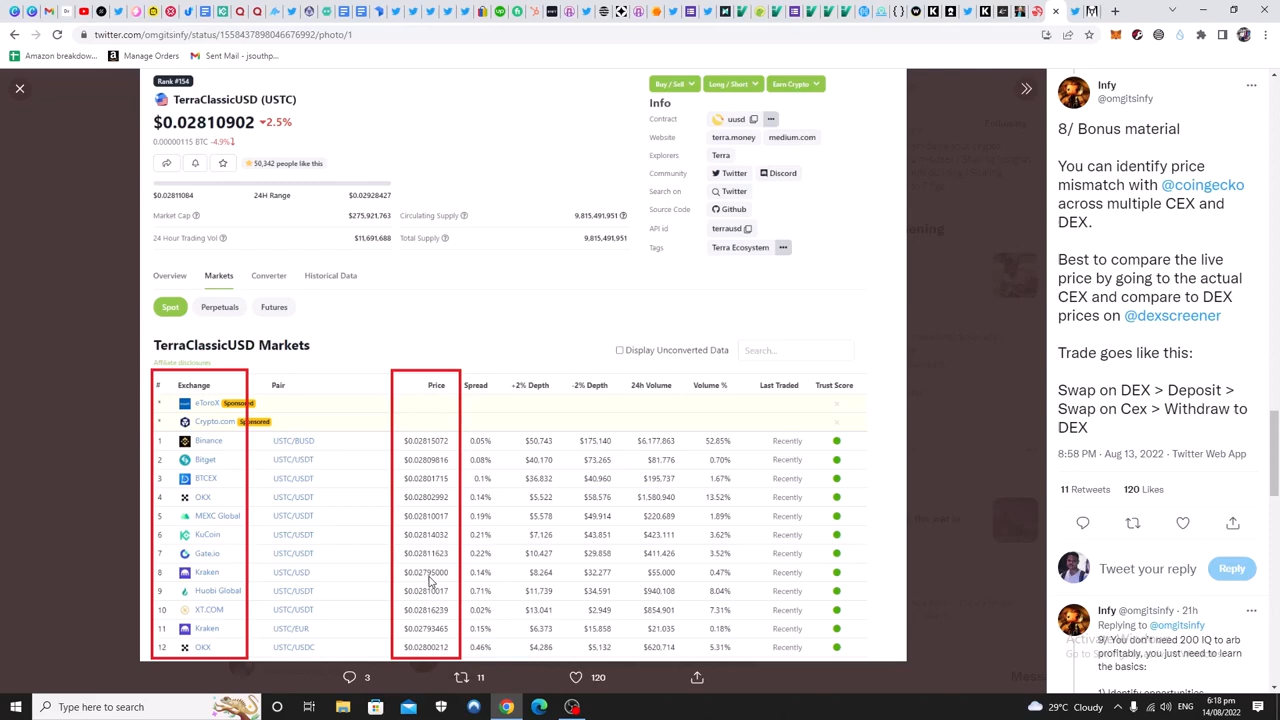 twitter.com/omgitsinfy/status/1558437898046676992/photo/1
Amazon breakdow...
Manage Orders
Sent Mail - jsouthp...
Rank #154
TerraClassicUSD (USTC)
$0.02810902 2.5%
0.00000115 BTC -4.9%
50,342 people like this
$0.02811084 24H Range $0.02928427
Market Cap $275,921,763 Circulating Supply 9,815,491,951
24 Hour Trading Vol $11,691,688 Total Supply 9,815,491,951
Buy / Sell Long / Short Earn Crypto
Info
Contract uusd
Website terra.money medium.com
Explorers Terra
Community Twitter Discord
Search on Twitter
Source Code Github
API id terrausd
Tags Terra Ecosystem
Overview Markets Converter Historical Data
Spot Perpetuals Futures
TerraClassicUSD Markets
Affiliate disclosures
Display Unconverted Data Search...
# Exchange Pair Price Spread +2% Depth -2% Depth 24h Volume Volume % Last Traded Trust Score
* eToroX Sponsored
* Crypto.com Sponsored
1 Binance USTC/BUSD $0.02815072 0.05% $50,743 $175,140 $6,177,863 52.85% Recently
2 Bitget USTC/USDT $0.02809816 0.08% $40,170 $73,265 $81,776 0.70% Recently
3 BTCEX USTC/USDT $0.02801715 0.1% $36,832 $40,960 $195,737 1.67% Recently
4 OKX USTC/USDT $0.02802992 0.14% $5,522 $58,576 $1,580,940 13.52% Recently
5 MEXC Global USTC/USDT $0.02810017 0.19% $5,578 $49,914 $220,689 1.89% Recently
6 KuCoin USTC/USDT $0.02814032 0.21% $7,126 $43,851 $423,111 3.62% Recently
7 Gate.io USTC/USDT $0.02811623 0.22% $10,427 $29,858 $411,426 3.52% Recently
8 Kraken USTC/USD $0.02795000 0.14% $8,264 $32,277 $55,000 0.47% Recently
9 Huobi Global USTC/USDT $0.02810017 0.71% $11,739 $34,591 $940,108 8.04% Recently
10 XT.COM USTC/USDT $0.02816239 0.02% $13,041 $2,949 $854,901 7.31% Recently
11 Kraken USTC/EUR $0.02793465 0.15% $6,373 $15,858 $21,035 0.18% Recently
12 OKX USTC/USDC $0.02800212 0.46% $4,286 $5,132 $620,714 5.31% Recently
3 11 120
Infy
@omgitsinfy
8/ Bonus material
You can identify price
mismatch with @coingecko
across multiple CEX and
DEX.
Best to compare the live
price by going to the actual
CEX and compare to DEX
prices on @dexscreener
Trade goes like this:
Swap on DEX > Deposit >
Swap on Cex > Withdraw to
DEX
8:58 PM · Aug 13, 2022 · Twitter Web App
11 Retweets 120 Likes
Tweet your reply
Reply
Infy @omgitsinfy · 21h
Replying to @omgitsinfy
9/ You don't need 200 IQ to arb
profitably, you just need to learn
the basics:
1) Identify opportunities
Type here to search
29°C Cloudy
6:18 pm
14/08/2022